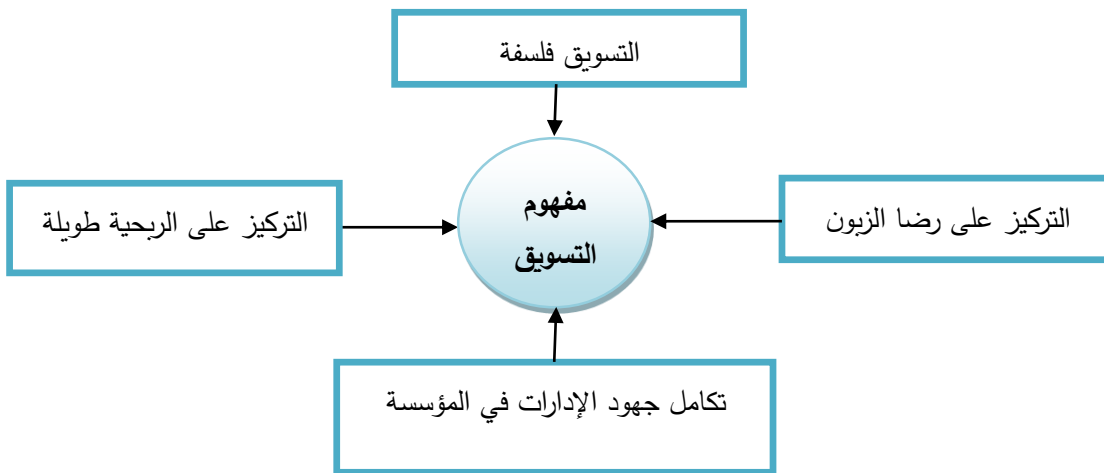 التسويق فلسفة
التركيز على رضا الزبون
مفهوم
التسويق
التركيز على الربحية طويلة
تكامل جهود الإدارات في المؤسسة